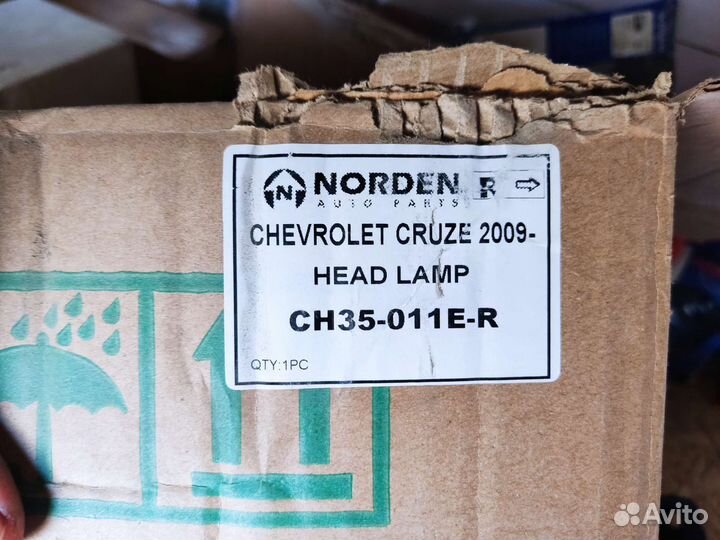 NORDEN R
AUTO PARTS
CHEVROLET CRUZE 2009-
HEAD LAMP
CH35-011E-R
QTY:1PC
Avito